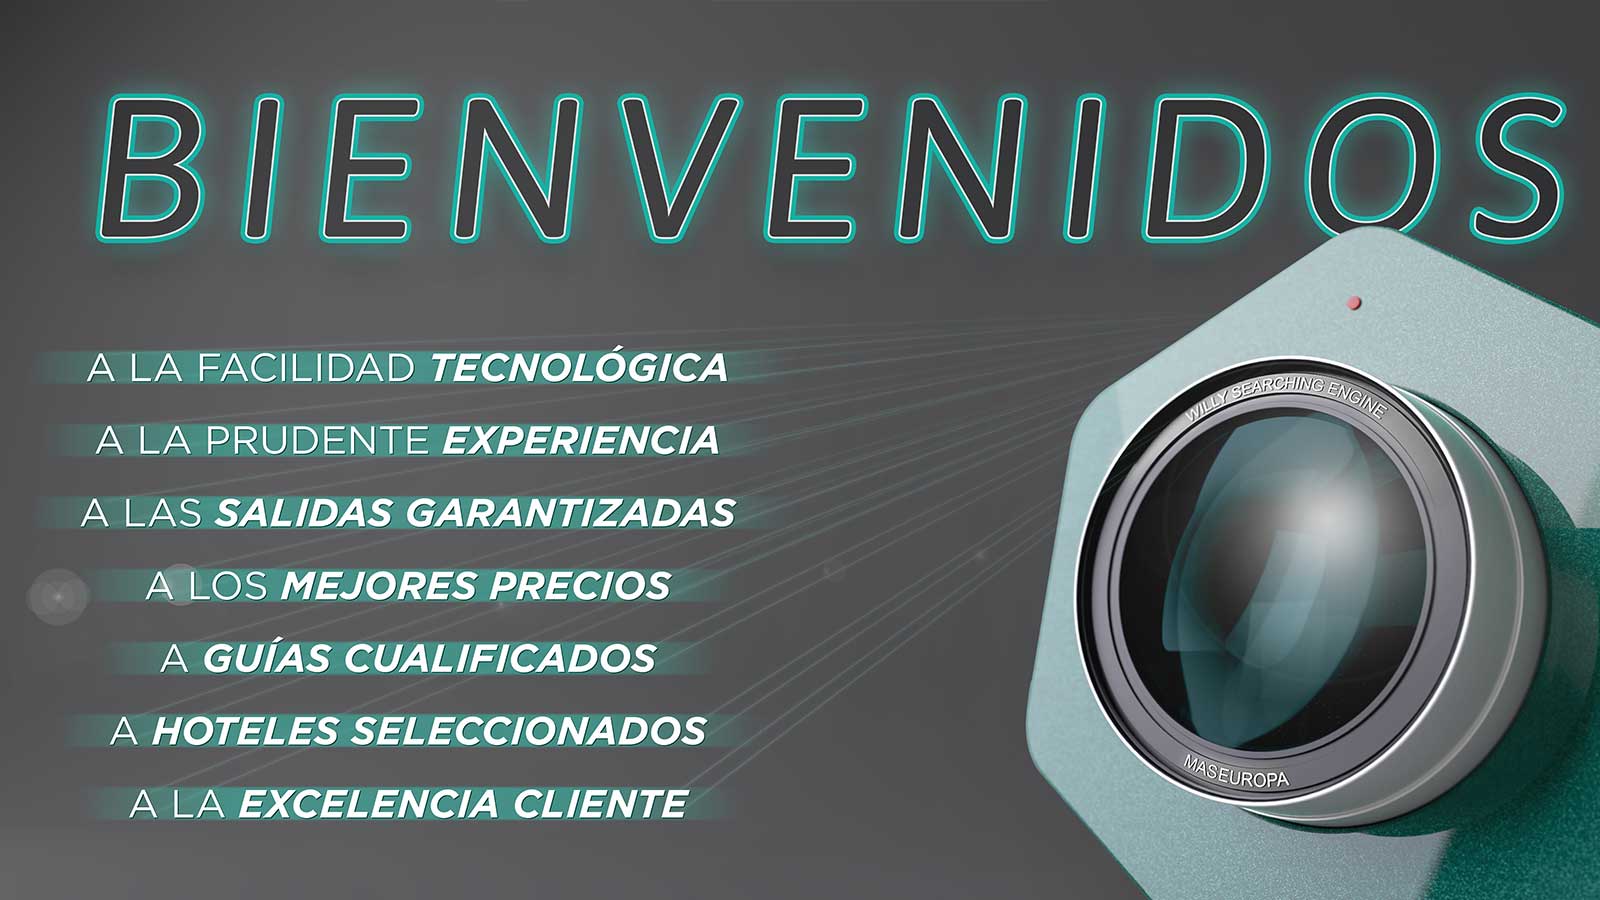 BIENVENIDOS
A LA FACILIDAD TECNOLÓGICA
A LA PRUDENTE EXPERIENCIA
A LAS SALIDAS GARANTIZADAS
A LOS MEJORES PRECIOS
A GUÍAS CUALIFICADOS
A HOTELES SELECCIONADOS
A LA EXCELENCIA CLIENTE
WILLY SEARCHING ENGINE
MASEUROPA